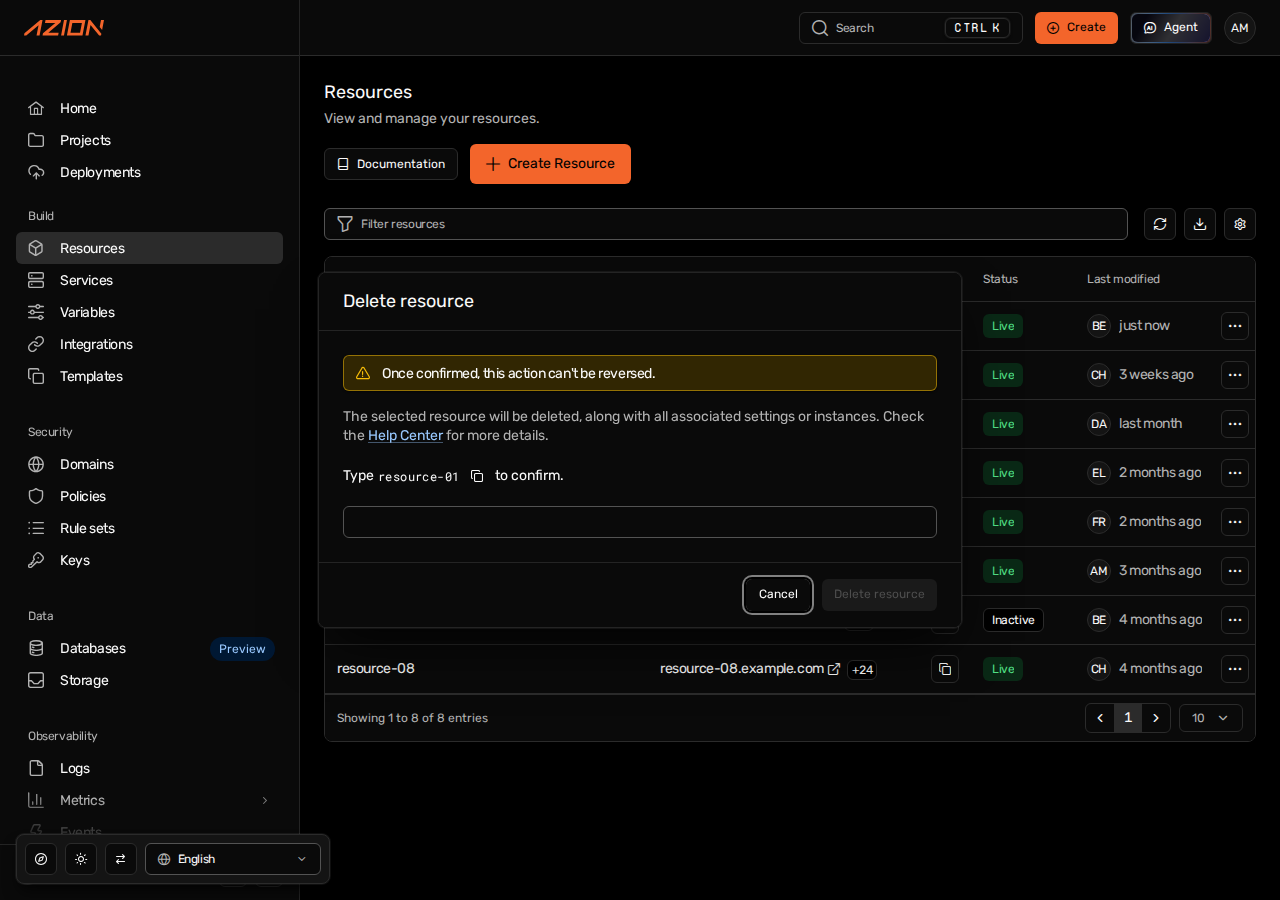 AZION
Search
CTRL K
Create
Agent
AM
Home
Projects
Deployments
Build
Resources
Services
Variables
Integrations
Templates
Security
Domains
Policies
Rule sets
Keys
Data
Databases
Preview
Storage
Observability
Logs
Metrics
Events
English
Resources
View and manage your resources.
Documentation
Create Resource
Filter resources
Status
Last modified
Live
BE
just now
Live
CH
3 weeks ago
Live
DA
last month
Live
EL
2 months ago
Live
FR
2 months ago
Live
AM
3 months ago
Inactive
BE
4 months ago
resource-08
resource-08.example.com
+24
Live
CH
4 months ago
Showing 1 to 8 of 8 entries
1
10
Delete resource
Once confirmed, this action can't be reversed.
The selected resource will be deleted, along with all associated settings or instances. Check
the Help Center for more details.
Type resource-01 to confirm.
Cancel
Delete resource